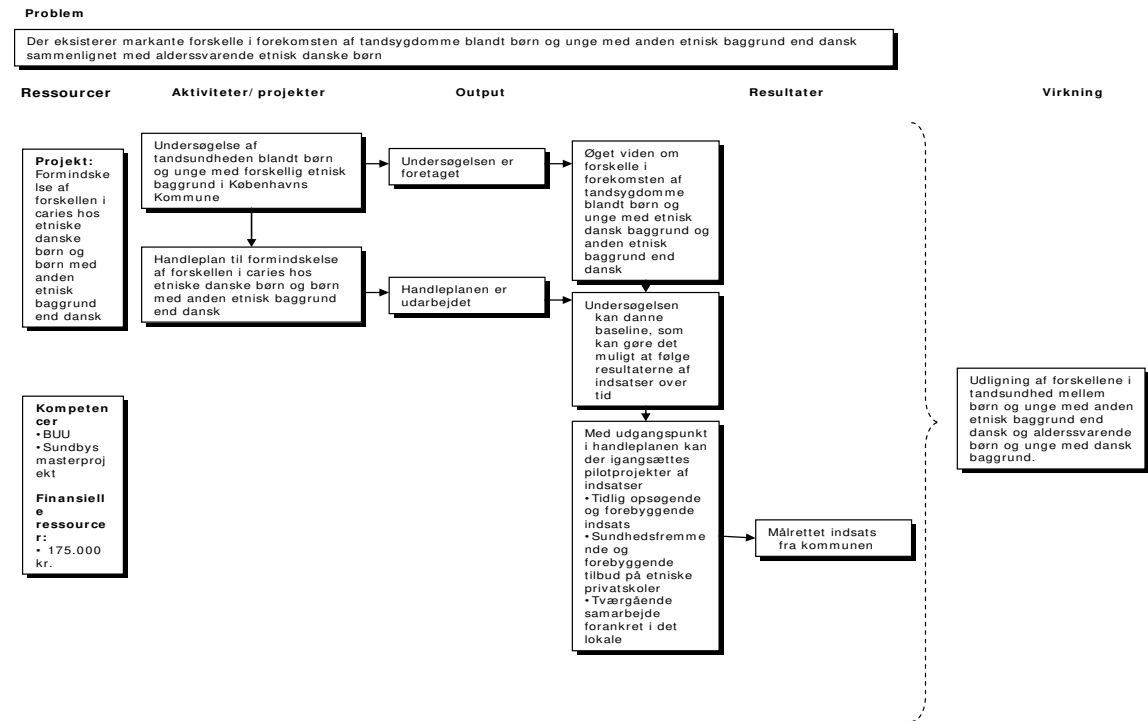 Problem
Der eksisterer markante forskelle i forekomsten af tandsygdomme blandt børn og unge med anden etnisk baggrund end dansk
sammenlignet med alderssvarende etnisk danske børn
Ressourcer
Aktiviteter/ projekter
Output
Resultater
Virkning
Projekt:
Formindske
lse af
forskellen i
caries hos
etniske
danske
børn og
børn med
anden
etnisk
baggrund
end dansk
Kompeten
cer
• BUU
• Sundbys
masterproj
ekt
Finansiell
e
ressource
r:
• 175.000
kr.
Undersøgelse af
tandsundheden blandt børn
og unge med forskellig etnisk
baggrund i Københavns
Kommune
Handleplan til formindskelse
af forskellen i caries hos
etniske danske børn og børn
med anden etnisk baggrund
end dansk
Undersøgelsen er
foretaget
Handleplanen er
udarbejdet
Øget viden om
forskelle i
forekomsten af
tandsygdomme
blandt børn og
unge med etnisk
dansk baggrund og
anden etnisk
baggrund end
dansk
Undersøgelsen
kan danne
baseline, som
kan gøre det
muligt at følge
resultaterne af
indsatser over
tid
Med udgangspunkt
i handleplanen kan
der igangsættes
pilotprojekter af
indsatser
• Tidlig opsøgende
og forebyggende
indsats
• Sundhedsfremme
nde og
forebyggende
tilbud på etniske
privatskoler
• Tværgående
samarbejde
forankret i det
lokale
Målrettet indsats
fra kommunen
Udligning af forskellene i
tandsundhed mellem
børn og unge med anden
etnisk baggrund end
dansk og alderssvarende
børn og unge med dansk
baggrund.